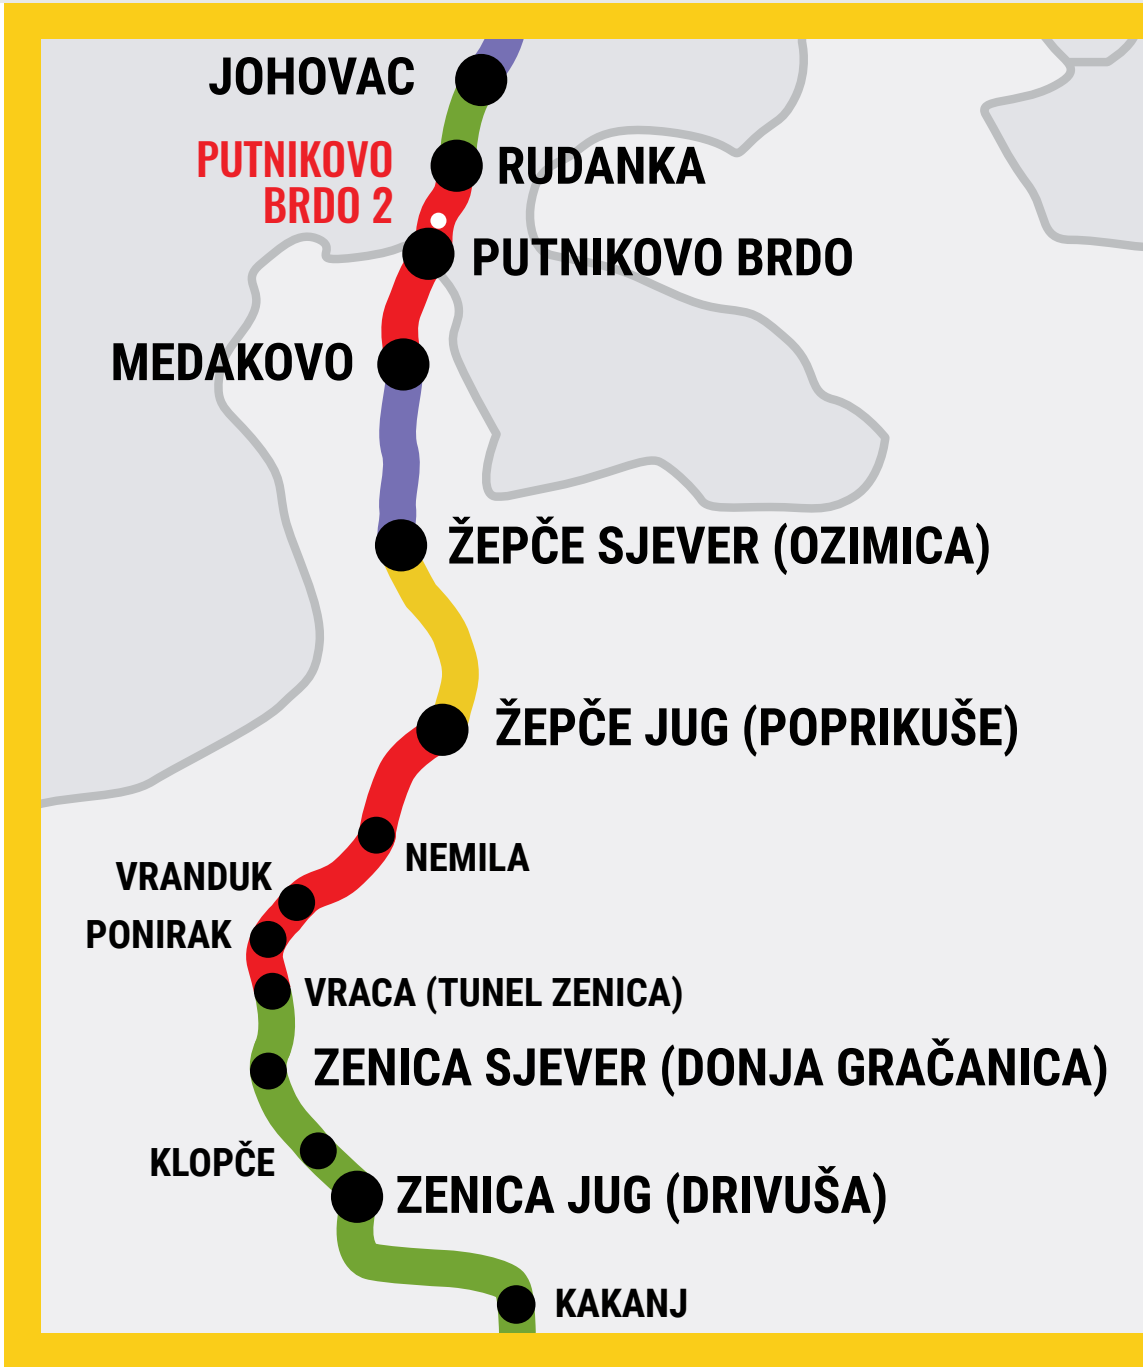 JOHOVAC
PUTNIKOVO
BRDO 2
RUDANKA
PUTNIKOVO BRDO
MEDAKOVO
ŽEPČE SJEVER (OZIMICA)
ŽEPČE JUG (POPRIKUŠE)
NEMILA
VRANDUK
PONIRAK
VRACA (TUNEL ZENICA)
ZENICA SJEVER (DONJA GRAČANICA)
KLOPČE
ZENICA JUG (DRIVUŠA)
KAKANJ